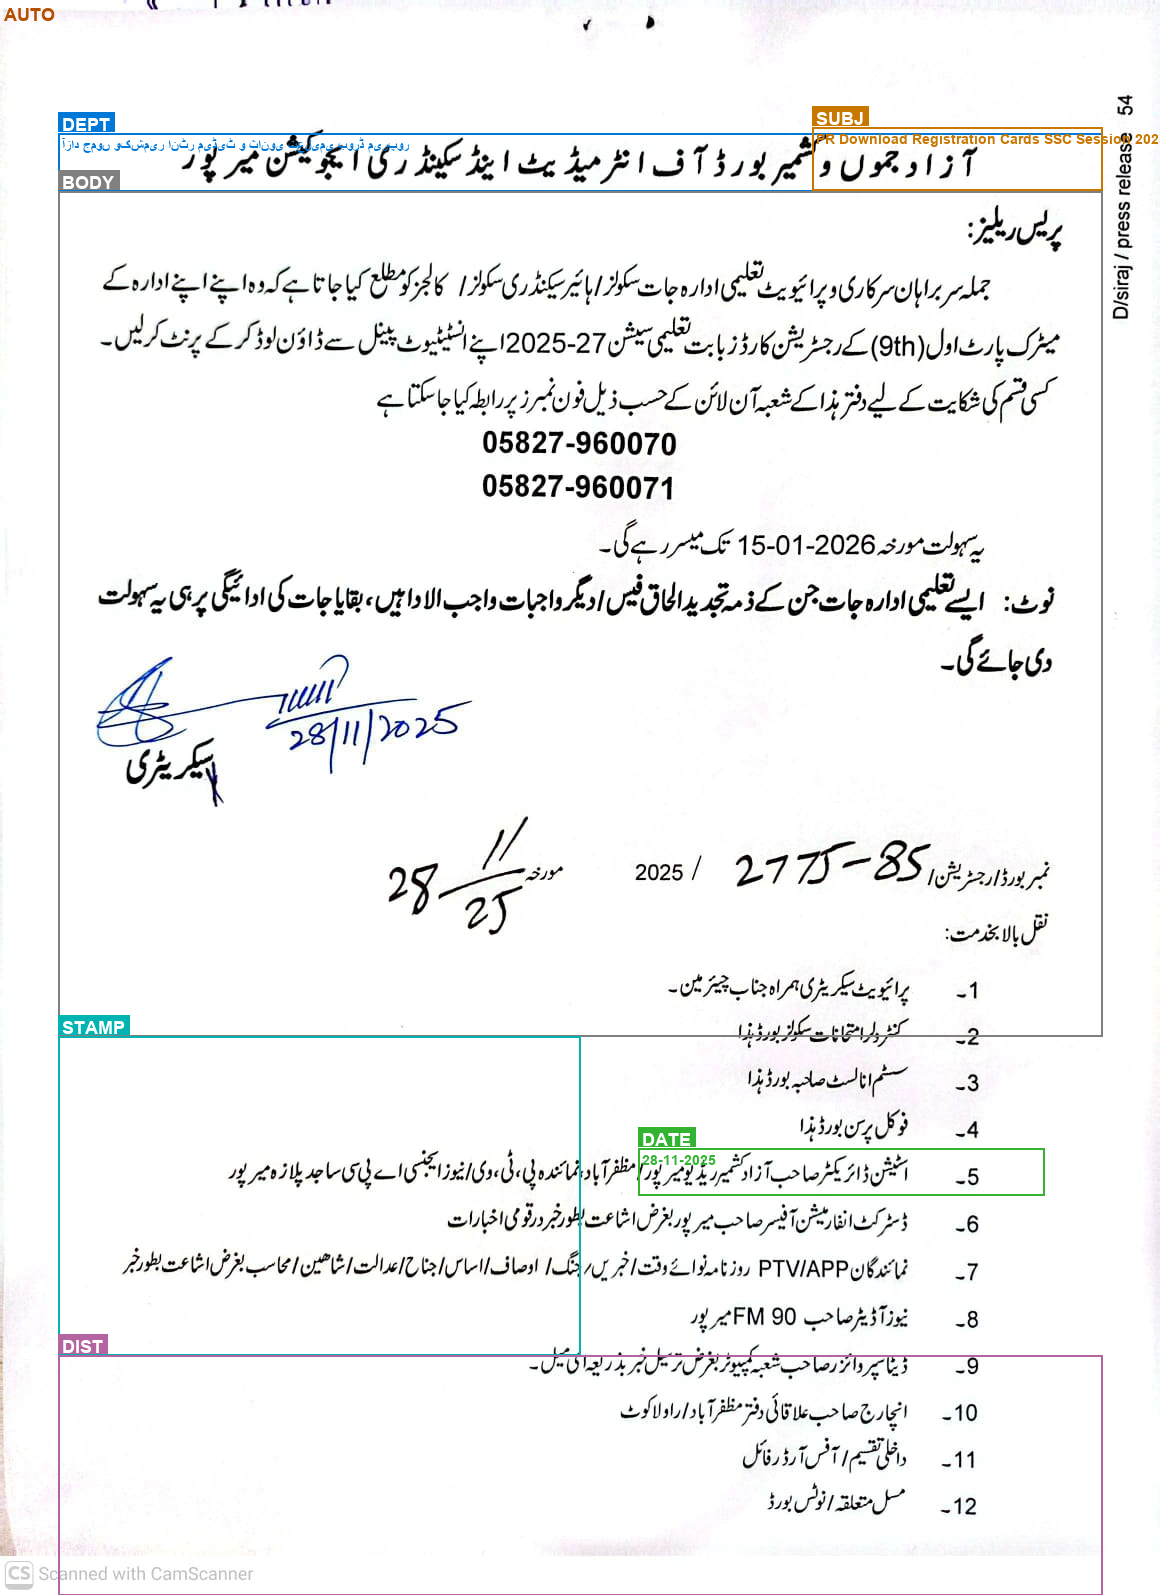 AUTO
D/siraj / press release 54
DEPT
SUBJ
PR Download Registration Cards SSC Session 202
آزاد جموں وکشمیر بورڈ آف انٹرمیڈیٹ اینڈ سکینڈری ایجوکیشن میرپور
BODY
پریس ریلیز:
جملہ سربراہان سرکاری و پرائیویٹ تعلیمی ادارہ جات سکولز/ہائیر سیکنڈری سکولز/ کالجز کو مطلع کیا جاتا ہے کہ وہ اپنے اپنے ادارہ کے
میٹرک پارٹ اول (9th) کے رجسٹریشن کارڈز بابت تعلیمی سیشن 2025-27 اپنے انسٹیٹیوٹ پینل سے ڈاؤن لوڈ کر کے پرنٹ کر لیں۔
کسی قسم کی شکایت کے لیے دفتر ہذا کے شعبہ آن لائن کے حسب ذیل فون نمبرز پر رابطہ کیا جا سکتا ہے
05827-960070
05827-960071
یہ سہولت مورخہ 15-01-2026 تک میسر رہے گی۔
نوٹ: ایسے تعلیمی ادارہ جات جن کے ذمہ تجدید الحاق فیس/دیگر واجبات واجب الادا ہیں، بقایا جات کی ادائیگی پر ہی یہ سہولت
دی جائے گی۔
28/11/2025
سیکریٹری
نمبر بورڈ/رجسٹریشن/ 2775-85 / 2025 مورخہ 28/11/25
نقل بالا بخدمت:
1۔ پرائیویٹ سیکریٹری ہمراہ جناب چیئرمین۔
STAMP
2۔ کنٹرولر امتحانات سکولز بورڈ ہذا
3۔ سسٹم انالسٹ صاحبہ بورڈ ہذا
4۔ فوکل پرسن بورڈ ہذا
DATE
28-11-2025
5۔ اسٹیشن ڈائریکٹر صاحب آزاد کشمیر ریڈیو میرپور/مظفرآباد، نمائندہ پی، ٹی، وی/نیوز ایجنسی اے پی سی ساجد پلازہ میرپور
6۔ ڈسٹرکٹ انفارمیشن آفیسر صاحب میرپور بغرض اشاعت بطور خبر در قومی اخبارات
7۔ نمائندگان PTV/APP روزنامہ نوائے وقت/خبریں/جنگ/ اوصاف/اساس/جناح/عدالت/شاھین/محاسب بغرض اشاعت بطور خبر
8۔ نیوز آڈیٹر صاحب FM 90 میرپور
DIST
9۔ ڈیٹا سپروائزر صاحب شعبہ کمپیوٹر بغرض ترسیل خبر بذریعہ ای میل۔
10۔ انچارج صاحب علاقائی دفتر مظفرآباد/راولاکوٹ
11۔ داخلی تقسیم/آفس آرڈر فائل
12۔ مسل متعلقہ/نوٹس بورڈ
CS Scanned with CamScanner